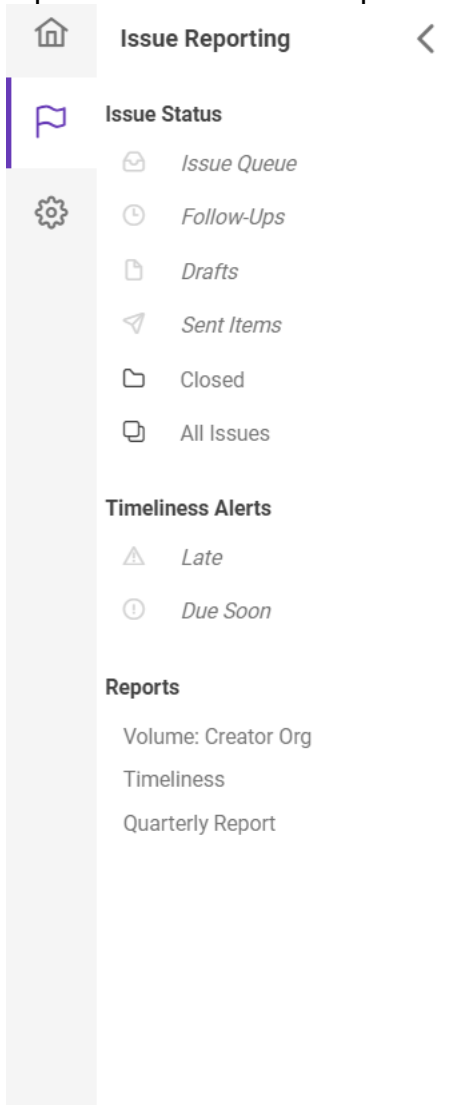 Issue Reporting
Issue Status
Issue Queue
Follow-Ups
Drafts
Sent Items
Closed
All Issues
Timeliness Alerts
Late
Due Soon
Reports
Volume: Creator Org
Timeliness
Quarterly Report